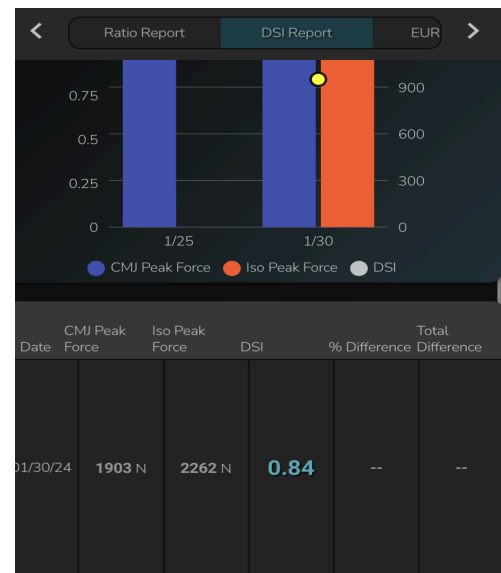 Ratio Report DSI Report EUR
0.75 900
0.5 600
0.25 300
0 0
1/25 1/30
CMJ Peak Force Iso Peak Force DSI
Date CMJ Peak Force Iso Peak Force DSI % Difference Total Difference
01/30/24 1903 N 2262 N 0.84 -- --